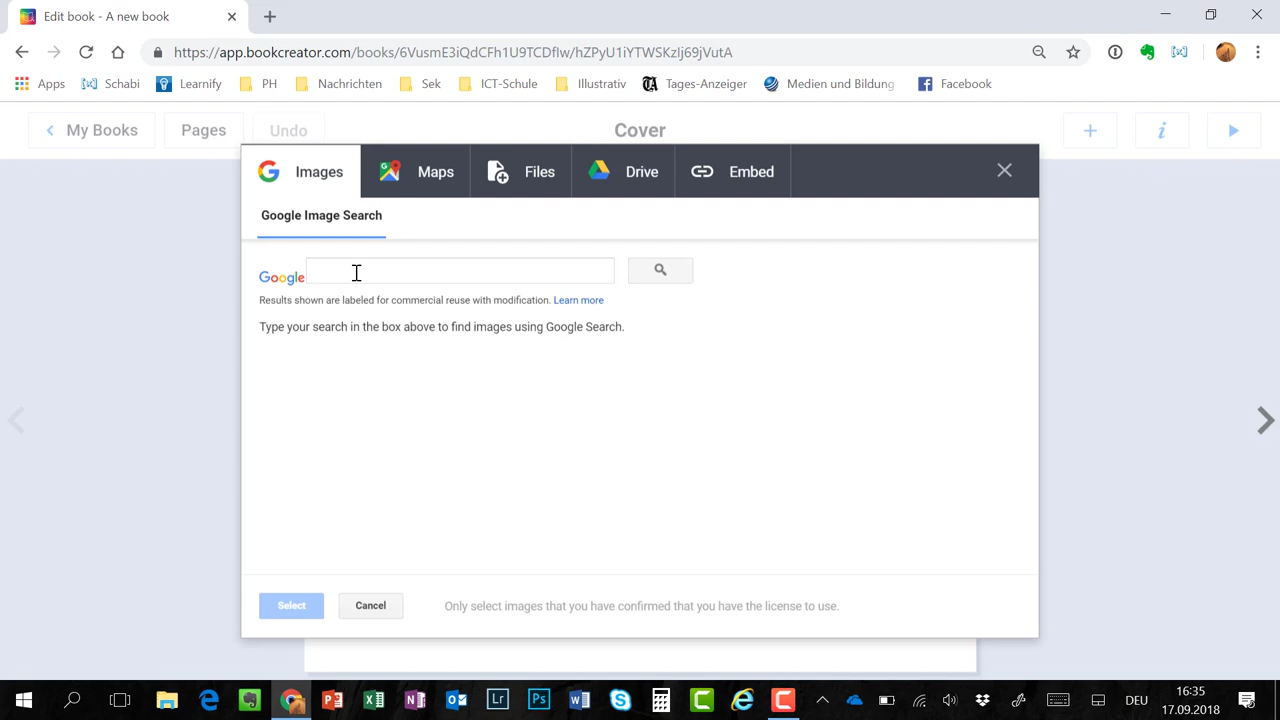 Edit book - A new book
https://app.bookcreator.com/books/6VusmE3iQdCFh1U9TCDflw/hZPyU1iYTWSKzIj69jVutA
Apps Schabi Learnify PH Nachrichten Sek ICT-Schule Illustrativ Tages-Anzeiger Medien und Bildung Facebook
My Books Pages Undo Cover
Images Maps Files Drive Embed
Google Image Search
Google
Results shown are labeled for commercial reuse with modification. Learn more
Type your search in the box above to find images using Google Search.
Select Cancel Only select images that you have confirmed that you have the license to use.
DEU 16:35
17.09.2018